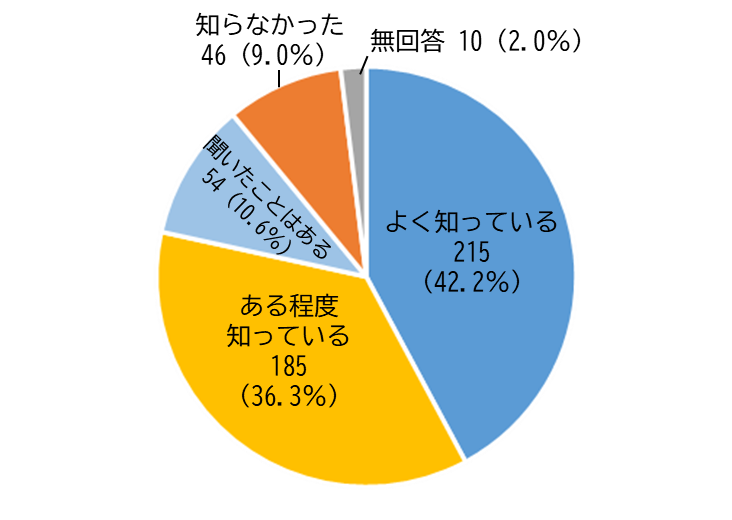 知らなかった
46（9.0%）
無回答 10（2.0%）
よく知っている
215
（42.2%）
聞いたことはある
54（10.6%）
ある程度
知っている
185
（36.3%）